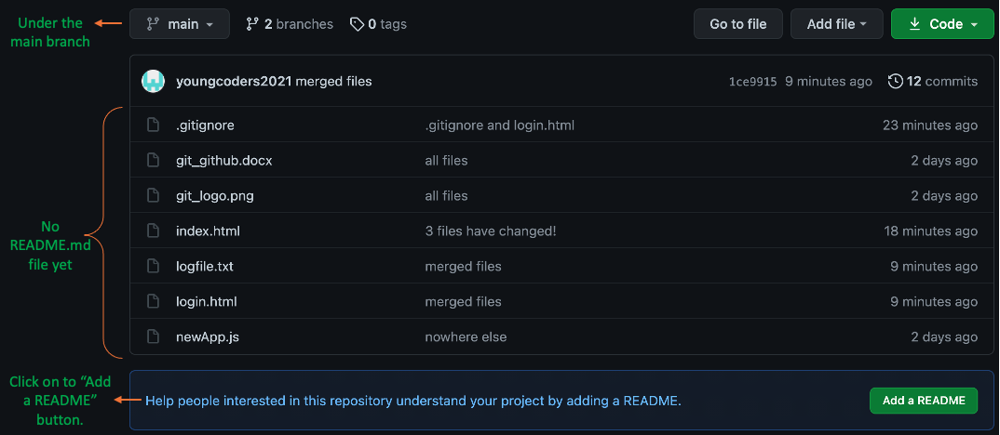 Under the
main branch
main
2 branches
0 tags
Go to file
Add file
Code
youngcoders2021 merged files
1ce9915 9 minutes ago
12 commits
.gitignore
.gitignore and login.html
23 minutes ago
git_github.docx
all files
2 days ago
git_logo.png
all files
2 days ago
index.html
3 files have changed!
18 minutes ago
logfile.txt
merged files
9 minutes ago
login.html
merged files
9 minutes ago
newApp.js
nowhere else
2 days ago
No
README.md
file yet
Click on to “Add
a README”
button.
Help people interested in this repository understand your project by adding a README.
Add a README